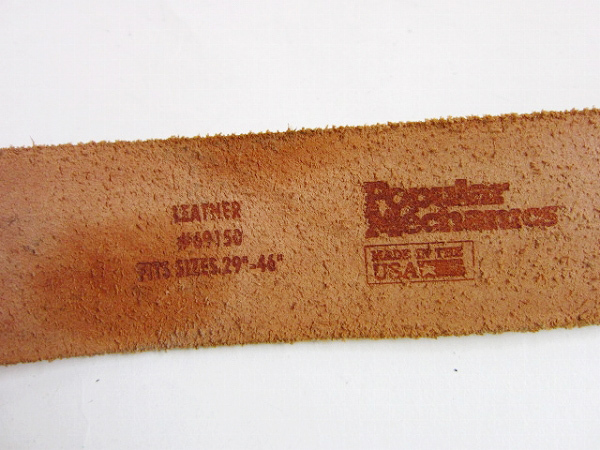 LEATHER
#69150
FITS SIZES.29"-46"
Popular
Mechanics
MADE IN THE
USA